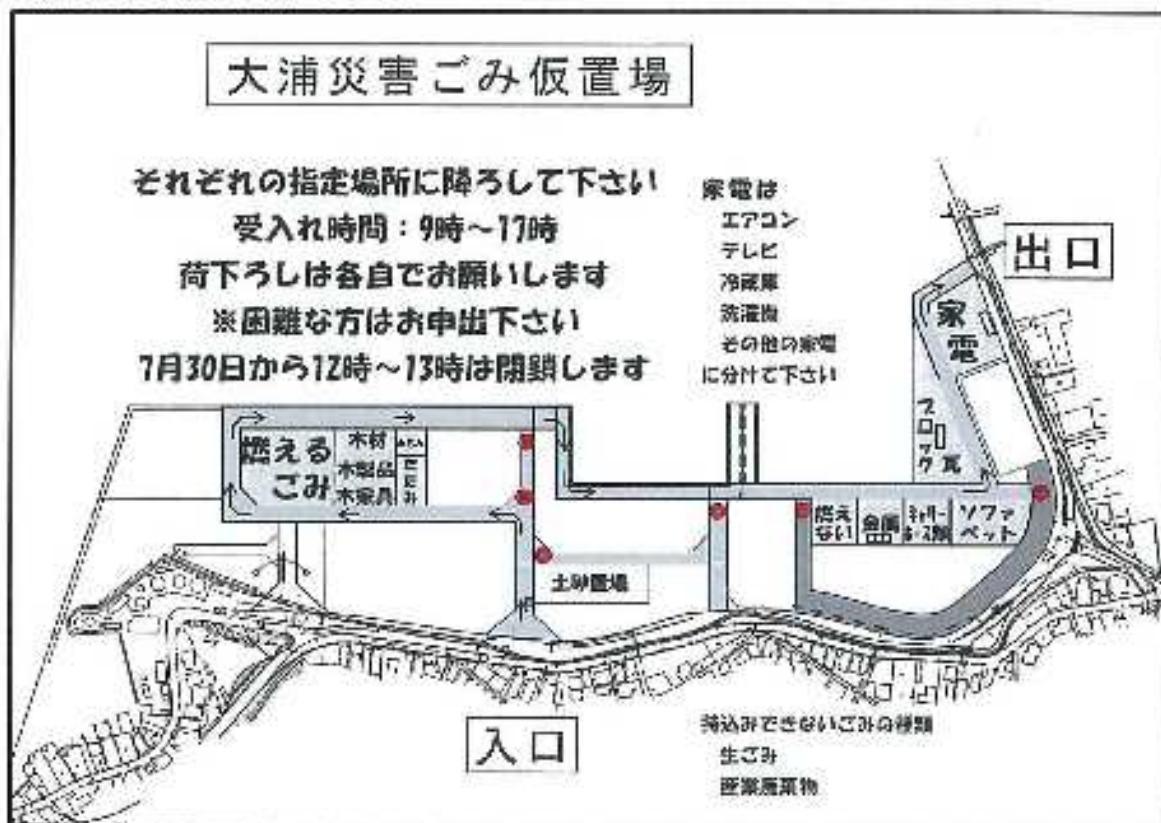 大浦災害ごみ仮置場
それぞれの指定場所に降ろして下さい
受入れ時間：9時～17時
荷下ろしは各自でお願いします
※困難な方はお申出下さい
7月30日から12時～13時は閉鎖します
家電は
エアコン
テレビ
冷蔵庫
洗濯機
その他の家電
に分けて下さい
出口
家電
ブロック
瓦
燃える
ごみ
木材
木製品
木家具
燃え
ない
金属
ソファ
ベット
土砂置場
入口
持込みできないごみの種類
生ごみ
産業廃棄物